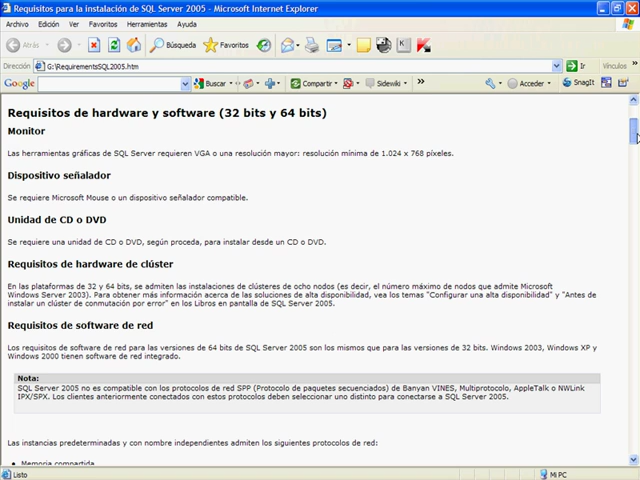 Requisitos para la instalación de SQL Server 2005 - Microsoft Internet Explorer
Archivo Edición Ver Favoritos Herramientas Ayuda
Atrás Búsqueda Favoritos
Dirección G:\RequirementsSQL2005.htm Ir Vínculos »
Google Buscar Compartir Sidewiki » Acceder SnagIt
Requisitos de hardware y software (32 bits y 64 bits)
Monitor
Las herramientas gráficas de SQL Server requieren VGA o una resolución mayor: resolución mínima de 1.024 x 768 píxeles.
Dispositivo señalador
Se requiere Microsoft Mouse o un dispositivo señalador compatible.
Unidad de CD o DVD
Se requiere una unidad de CD o DVD, según proceda, para instalar desde un CD o DVD.
Requisitos de hardware de clúster
En las plataformas de 32 y 64 bits, se admiten las instalaciones de clústeres de ocho nodos (es decir, el número máximo de nodos que admite Microsoft
Windows Server 2003). Para obtener más información acerca de las soluciones de alta disponibilidad, vea los temas "Configurar una alta disponibilidad" y "Antes de
instalar un clúster de conmutación por error" en los Libros en pantalla de SQL Server 2005.
Requisitos de software de red
Los requisitos de software de red para las versiones de 64 bits de SQL Server 2005 son los mismos que para las versiones de 32 bits. Windows 2003, Windows XP y
Windows 2000 tienen software de red integrado.
Nota:
SQL Server 2005 no es compatible con los protocolos de red SPP (Protocolo de paquetes secuenciados) de Banyan VINES, Multiprotocolo, AppleTalk o NWLink
IPX/SPX. Los clientes anteriormente conectados con estos protocolos deben seleccionar uno distinto para conectarse a SQL Server 2005.
Las instancias predeterminadas y con nombre independientes admiten los siguientes protocolos de red:
• Memoria compartida
Listo Mi PC